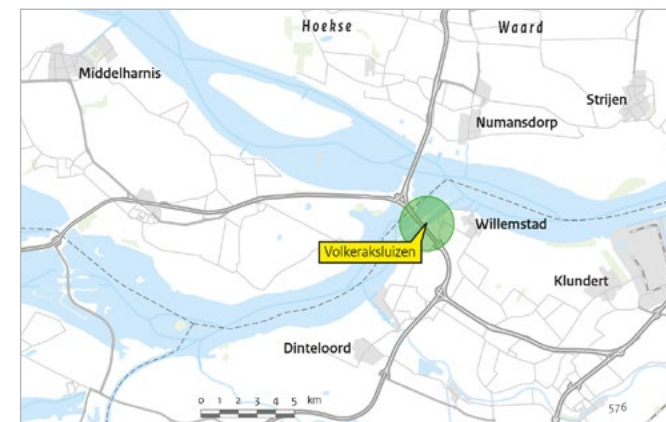 Hoekse Waard
Middelharnis
Strijen
Numansdorp
Willemstad
Volkeraksluizen
Klundert
Dinteloord
0 1 2 3 4 5 km
576